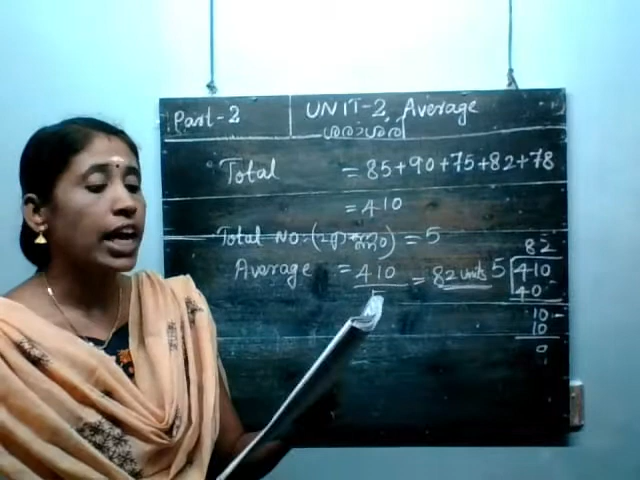 Part-2
UNIT-2, Average
ശരാശരി
Total = 85+90+75+82+78
= 410
Total NO: = 5
Average = 410 = 82 units
5
82
5 410
40
10
10
0